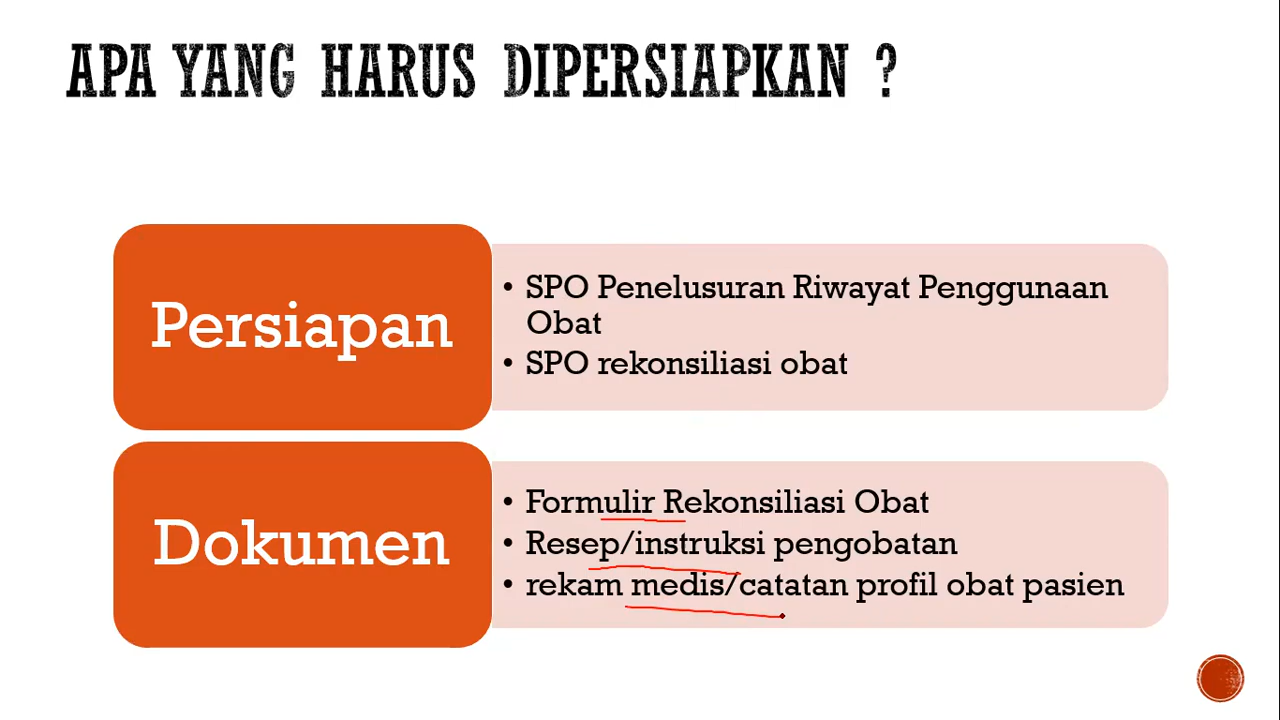 APA YANG HARUS DIPERSIAPKAN ?
Persiapan
• SPO Penelusuran Riwayat Penggunaan
Obat
• SPO rekonsiliasi obat
Dokumen
• Formulir Rekonsiliasi Obat
• Resep/instruksi pengobatan
• rekam medis/catatan profil obat pasien